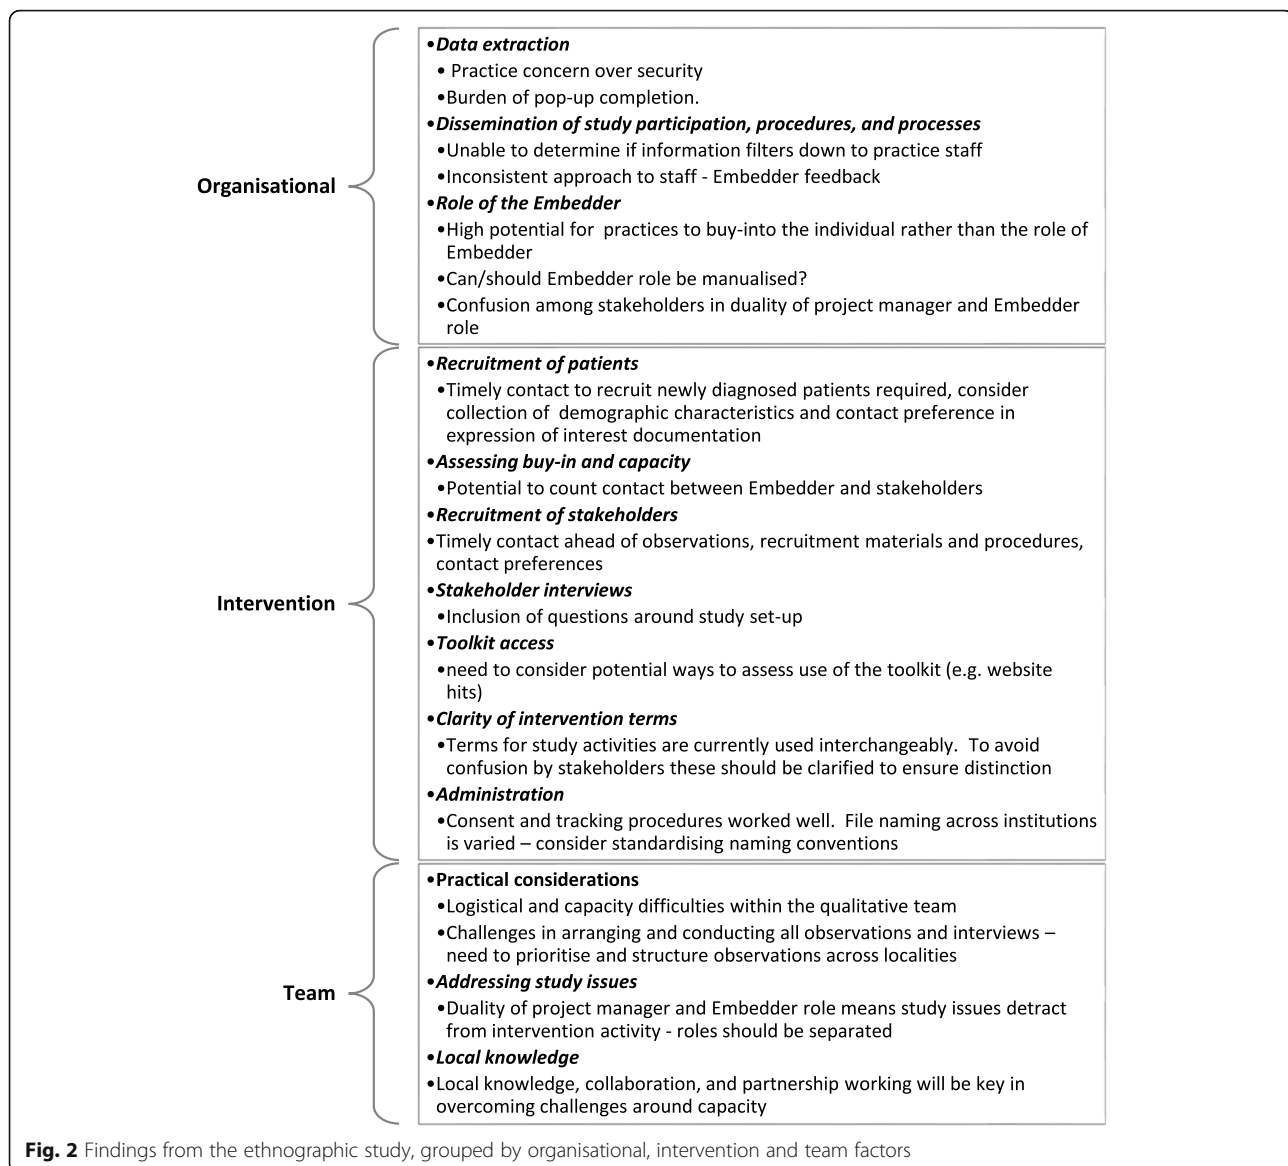 Organisational
•Data extraction
• Practice concern over security
•Burden of pop-up completion.
•Dissemination of study participation, procedures, and processes
•Unable to determine if information filters down to practice staff
•Inconsistent approach to staff - Embedder feedback
•Role of the Embedder
•High potential for  practices to buy-into the individual rather than the role of
Embedder
•Can/should Embedder role be manualised?
•Confusion among stakeholders in duality of project manager and Embedder
role
Intervention
•Recruitment of patients
•Timely contact to recruit newly diagnosed patients required, consider
collection of  demographic characteristics and contact preference in
expression of interest documentation
•Assessing buy-in and capacity
•Potential to count contact between Embedder and stakeholders
•Recruitment of stakeholders
•Timely contact ahead of observations, recruitment materials and procedures,
contact preferences
•Stakeholder interviews
•Inclusion of questions around study set-up
•Toolkit access
•need to consider potential ways to assess use of the toolkit (e.g. website
hits)
•Clarity of intervention terms
•Terms for study activities are currently used interchangeably.  To avoid
confusion by stakeholders these should be clarified to ensure distinction
•Administration
•Consent and tracking procedures worked well.  File naming across institutions
is varied – consider standardising naming conventions
Team
•Practical considerations
•Logistical and capacity difficulties within the qualitative team
•Challenges in arranging and conducting all observations and interviews –
need to prioritise and structure observations across localities
•Addressing study issues
•Duality of project manager and Embedder role means study issues detract
from intervention activity - roles should be separated
•Local knowledge
•Local knowledge, collaboration, and partnership working will be key in
overcoming challenges around capacity
Fig. 2 Findings from the ethnographic study, grouped by organisational, intervention and team factors